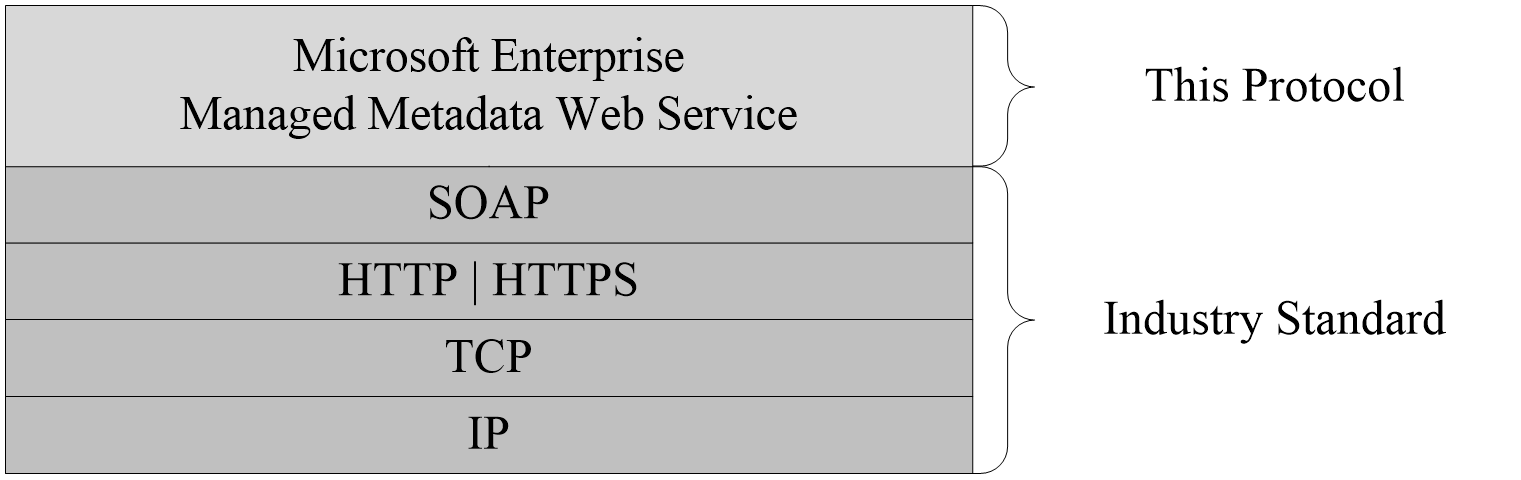 Microsoft Enterprise
Managed Metadata Web Service
This Protocol
SOAP
HTTP | HTTPS
TCP
IP
Industry Standard